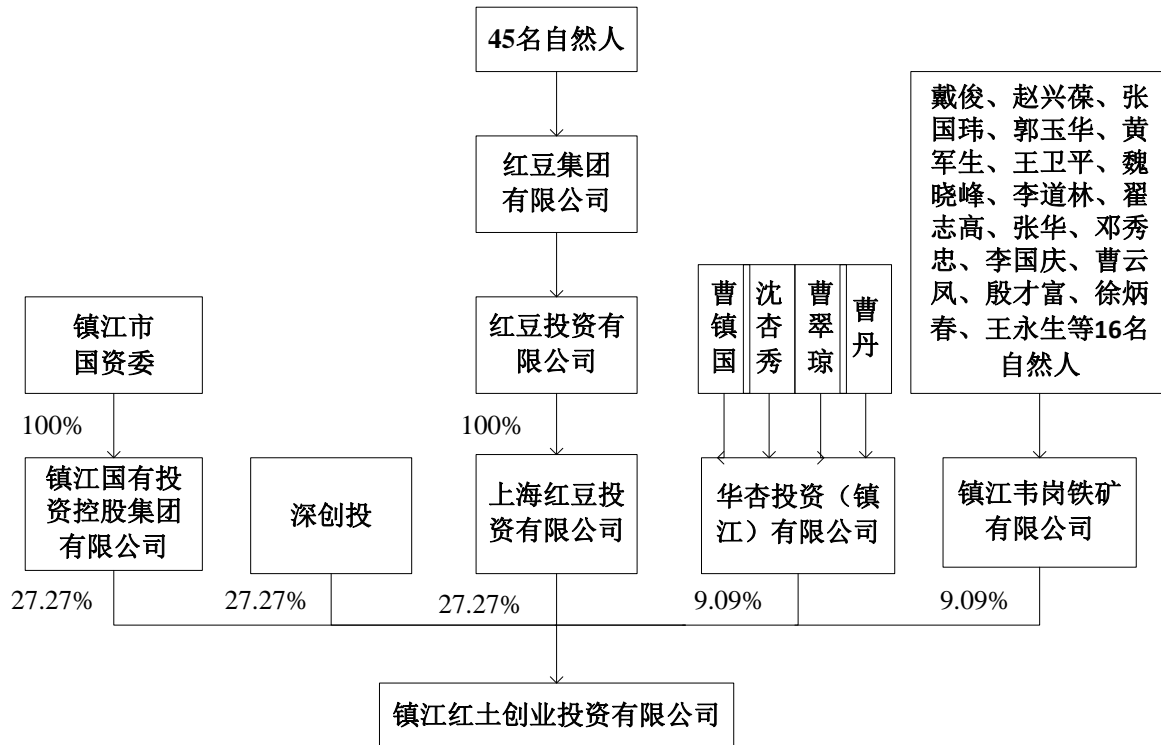 45名自然人
红豆集团
有限公司
红豆投资有
限公司
戴俊、赵兴葆、张
国玮、郭玉华、黄
军生、王卫平、魏
晓峰、李道林、翟
志高、张华、邓秀
忠、李国庆、曹云
凤、殷才富、徐炳
春、王永生等16名
自然人
镇江市
国资委
曹镇国
沈杏秀
曹翠琼
曹丹
100%
100%
镇江国有投
资控股集团
有限公司
深创投
上海红豆投
资有限公司
华杏投资（镇
江）有限公司
镇江韦岗铁矿
有限公司
27.27%
27.27%
27.27%
9.09%
9.09%
镇江红土创业投资有限公司